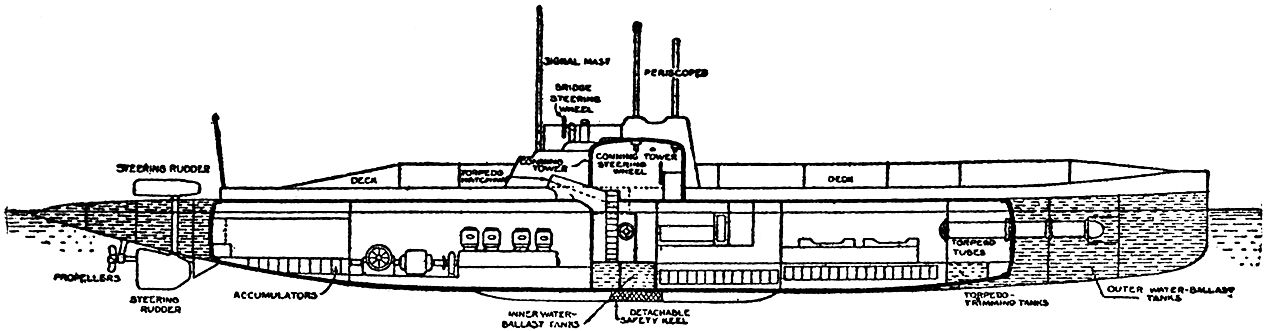 SIGNAL MAST
PERISCOPES
BRIDGE
STEERING
WHEEL
STEERING RUDDER
CONNING
TOWER
CONNING TOWER
STEERING
WHEEL
DECK
TORPEDO
HATCHWAY
DECK
TORPEDO
TUBES
PROPELLERS
STEERING
RUDDER
ACCUMULATORS
INNER WATER-
BALLAST TANKS
DETACHABLE
SAFETY KEEL
TORPEDO-
TRIMMING TANKS
OUTER WATER-BALLAST
TANKS